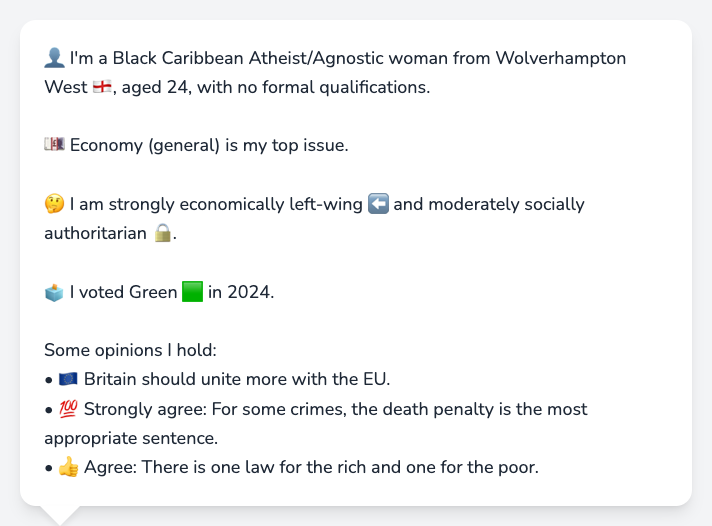 👤 I'm a Black Caribbean Atheist/Agnostic woman from Wolverhampton
West 🏴󠁧󠁢󠁥󠁮󠁧󠁿, aged 24, with no formal qualifications.
💷 Economy (general) is my top issue.
🤔 I am strongly economically left-wing ⬅️ and moderately socially
authoritarian 🔒.
🗳️ I voted Green 🟩 in 2024.
Some opinions I hold:
• 🇪🇺 Britain should unite more with the EU.
• 💯 Strongly agree: For some crimes, the death penalty is the most
appropriate sentence.
• 👍 Agree: There is one law for the rich and one for the poor.